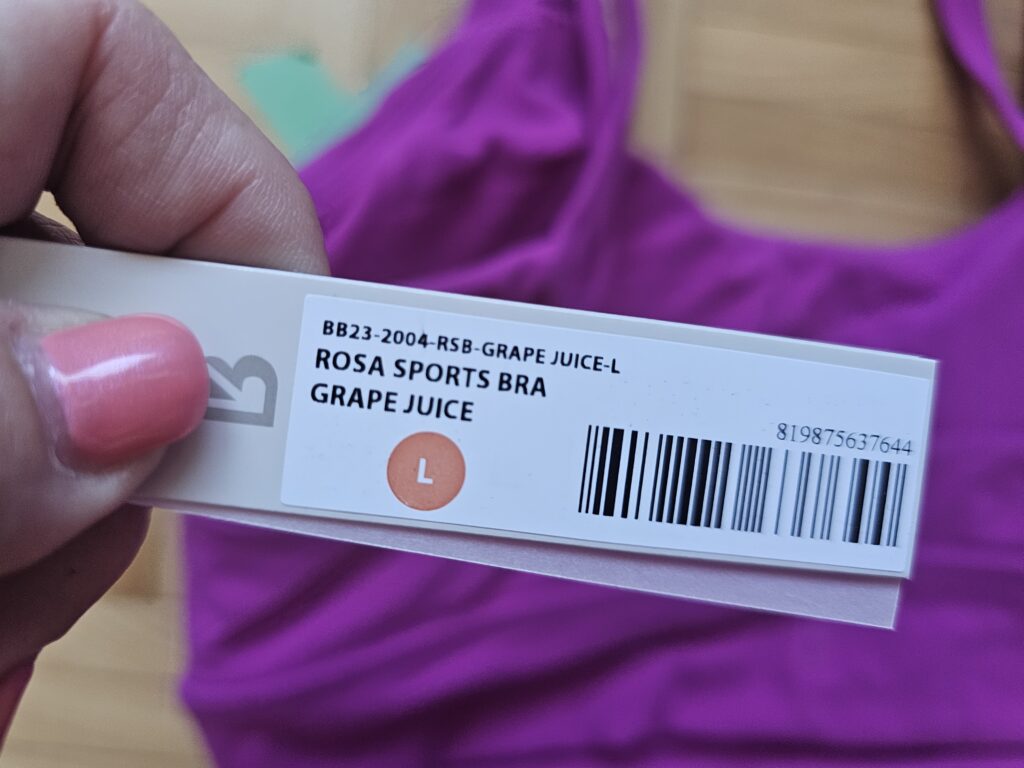 BB23-2004-RSB-GRAPE JUICE-L
ROSA SPORTS BRA
GRAPE JUICE
L
819875637644